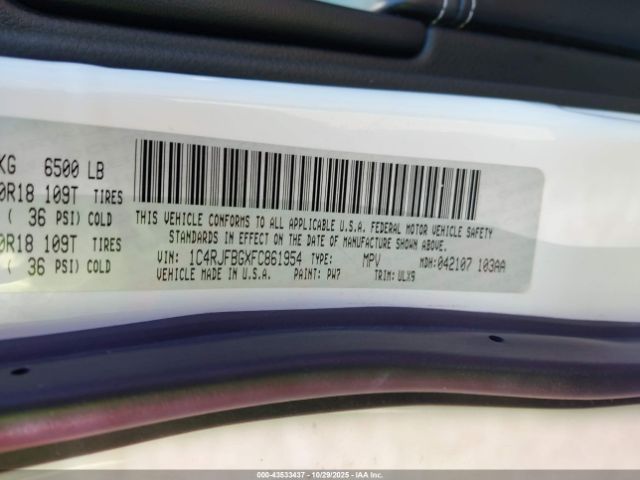 KG 6500 LB
0R18 109T TIRES
( 36 PSI) COLD
0R18 109T TIRES
( 36 PSI) COLD
THIS VEHICLE CONFORMS TO ALL APPLICABLE U.S.A. FEDERAL MOTOR VEHICLE SAFETY
STANDARDS IN EFFECT ON THE DATE OF MANUFACTURE SHOWN ABOVE.
VIN: 1C4RJFBGXFC861954 TYPE: MPV MDH: 042107 103AA
VEHICLE MADE IN U.S.A. PAINT: PW7 TRIM: ULX9
000-43533437 - 10/29/2025 - IAAI.COM